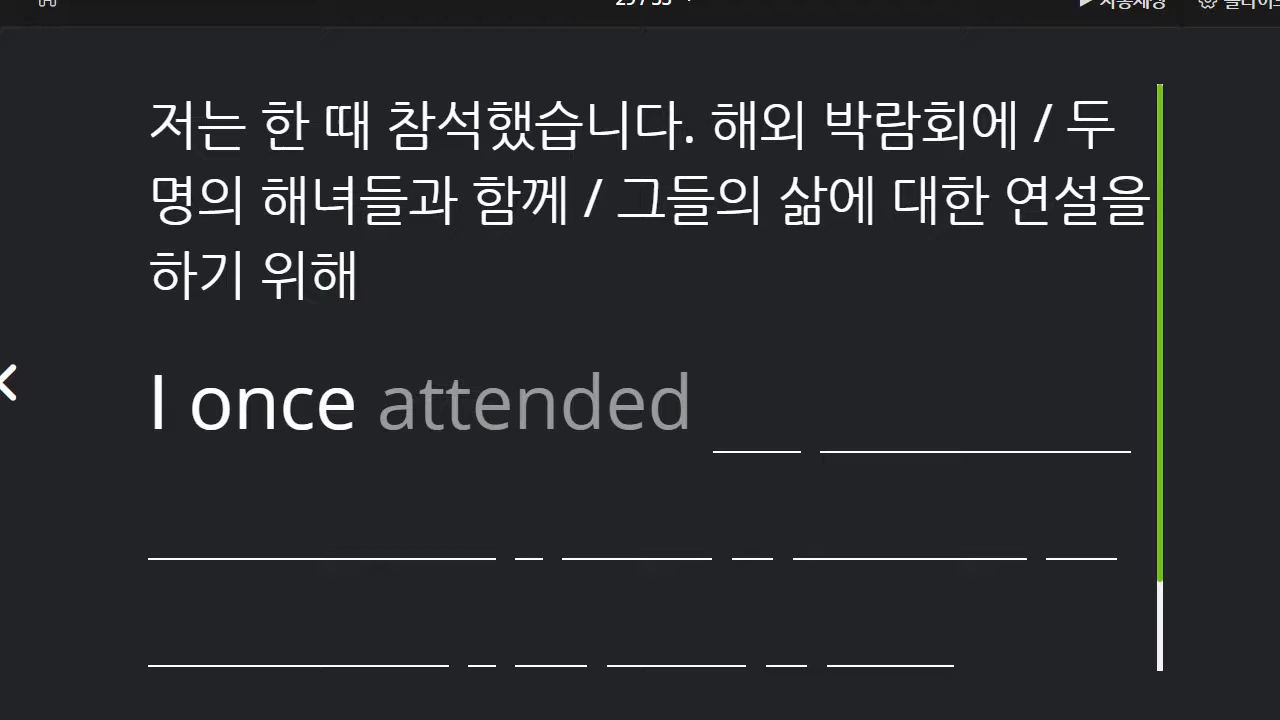 저는 한 때 참석했습니다. 해외 박람회에 / 두
명의 해녀들과 함께 / 그들의 삶에 대한 연설을
하기 위해
I once attended